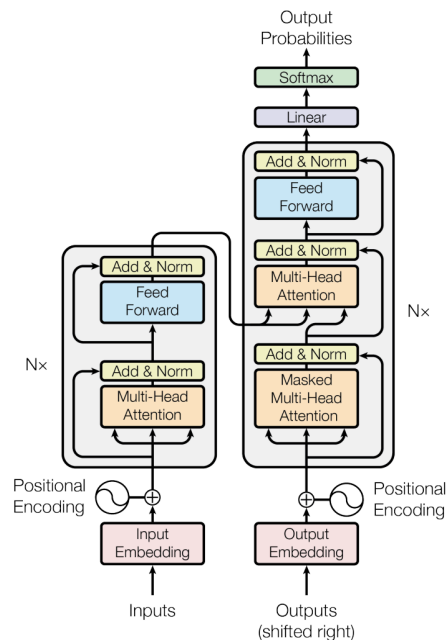 Output
Probabilities
Softmax
Linear
Add & Norm
Feed
Forward
Add & Norm
Multi-Head
Attention
Add & Norm
Masked
Multi-Head
Attention
Nx
Positional
Encoding
Output
Embedding
Outputs
(shifted right)
Add & Norm
Feed
Forward
Add & Norm
Multi-Head
Attention
Nx
Positional
Encoding
Input
Embedding
Inputs